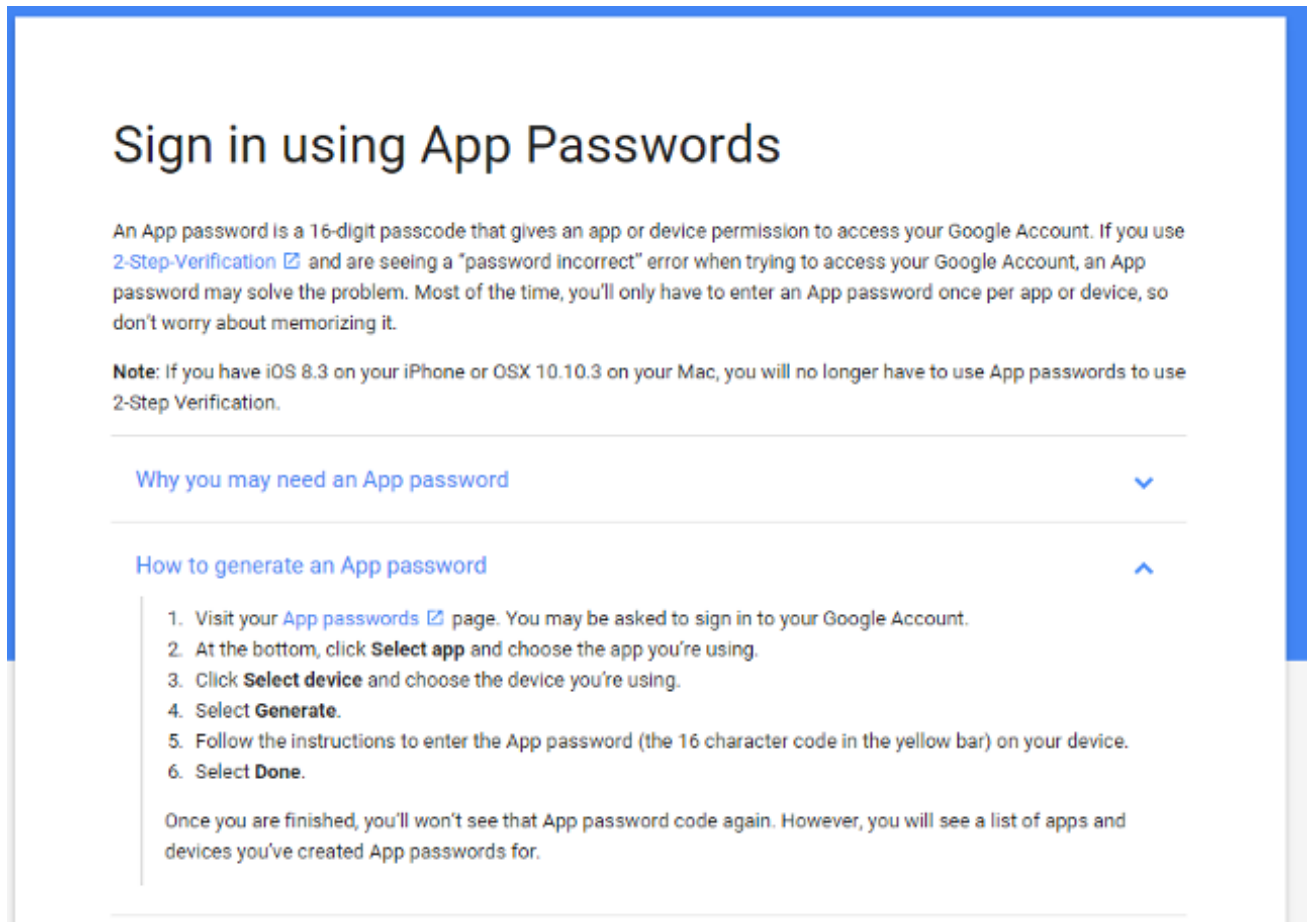 Sign in using App Passwords
An App password is a 16-digit passcode that gives an app or device permission to access your Google Account. If you use
2-Step-Verification and are seeing a “password incorrect” error when trying to access your Google Account, an App
password may solve the problem. Most of the time, you’ll only have to enter an App password once per app or device, so
don’t worry about memorizing it.
Note: If you have iOS 8.3 on your iPhone or OSX 10.10.3 on your Mac, you will no longer have to use App passwords to use
2-Step Verification.
Why you may need an App password
How to generate an App password
1. Visit your App passwords page. You may be asked to sign in to your Google Account.
2. At the bottom, click Select app and choose the app you’re using.
3. Click Select device and choose the device you’re using.
4. Select Generate.
5. Follow the instructions to enter the App password (the 16 character code in the yellow bar) on your device.
6. Select Done.
Once you are finished, you’ll won’t see that App password code again. However, you will see a list of apps and
devices you’ve created App passwords for.